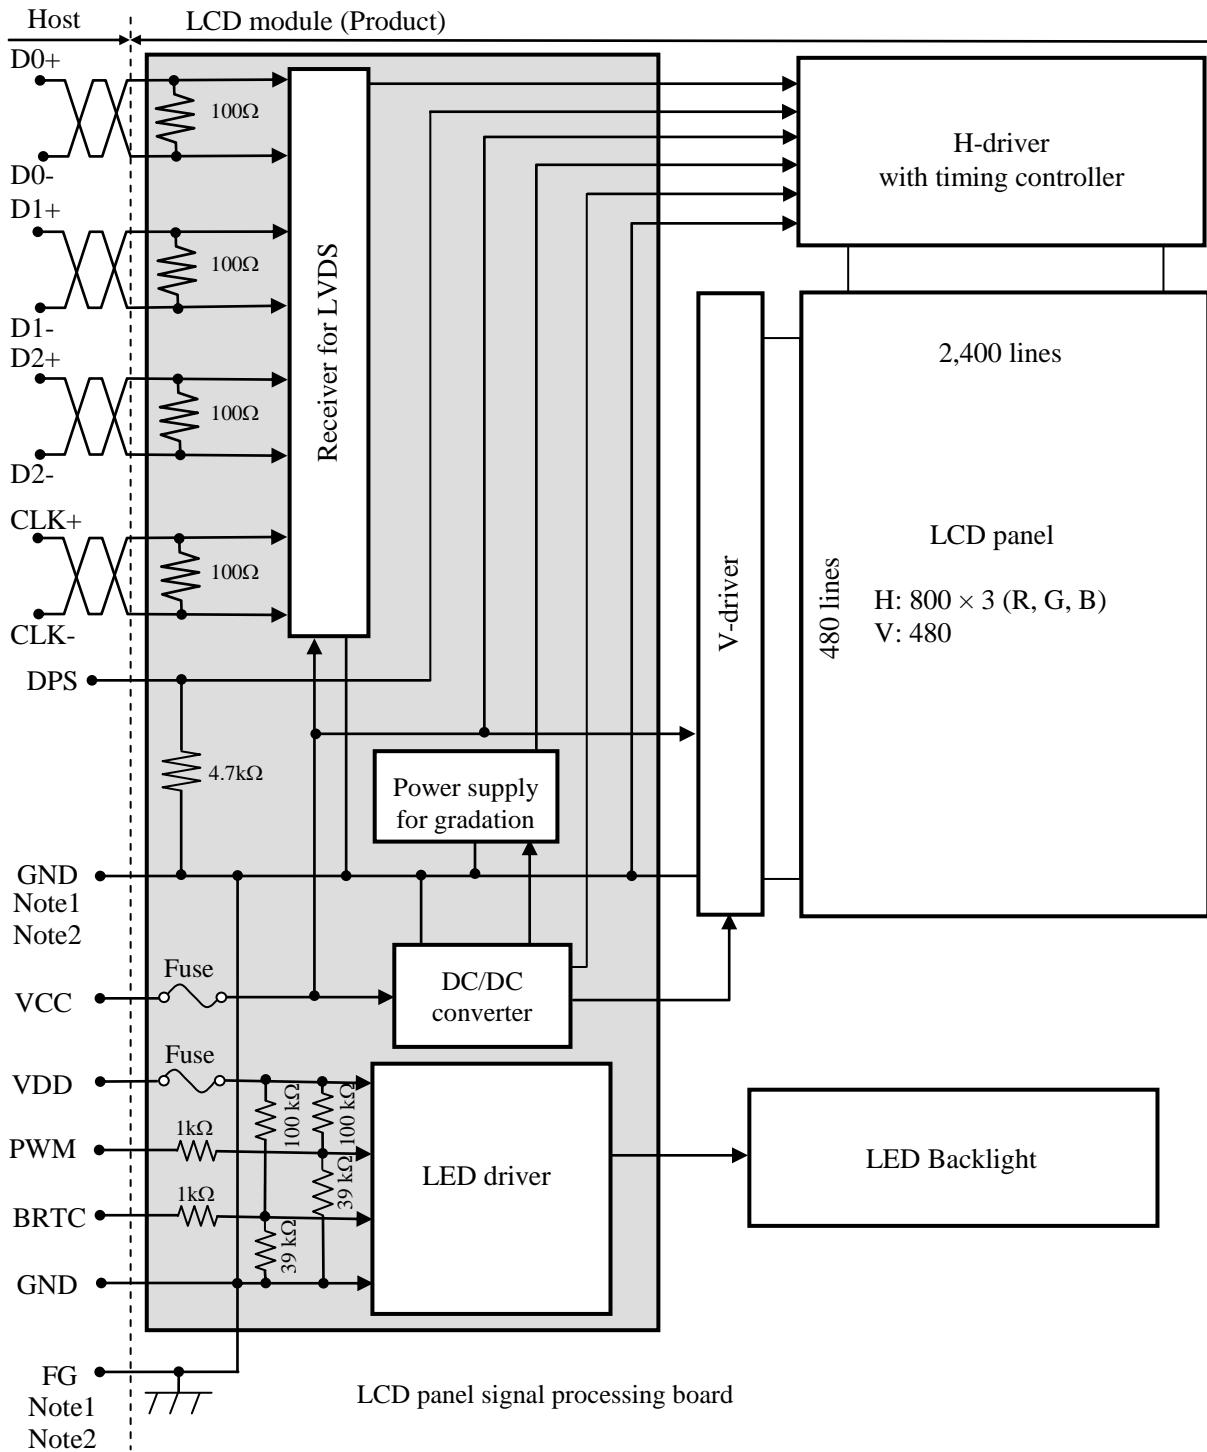 Host
LCD module (Product)
D0+
100Ω
D0-
D1+
100Ω
D1-
D2+
100Ω
D2-
CLK+
100Ω
CLK-
Receiver for LVDS
H-driver
with timing controller
2,400 lines
480 lines
LCD panel
H: 800 × 3 (R, G, B)
V: 480
V-driver
DPS
4.7kΩ
Power supply
for gradation
GND
Note1
Note2
Fuse
VCC
DC/DC
converter
Fuse
VDD
100 kΩ
100 kΩ
PWM
1kΩ
39 kΩ
BRTC
1kΩ
39 kΩ
GND
LED driver
LED Backlight
FG
Note1
Note2
LCD panel signal processing board